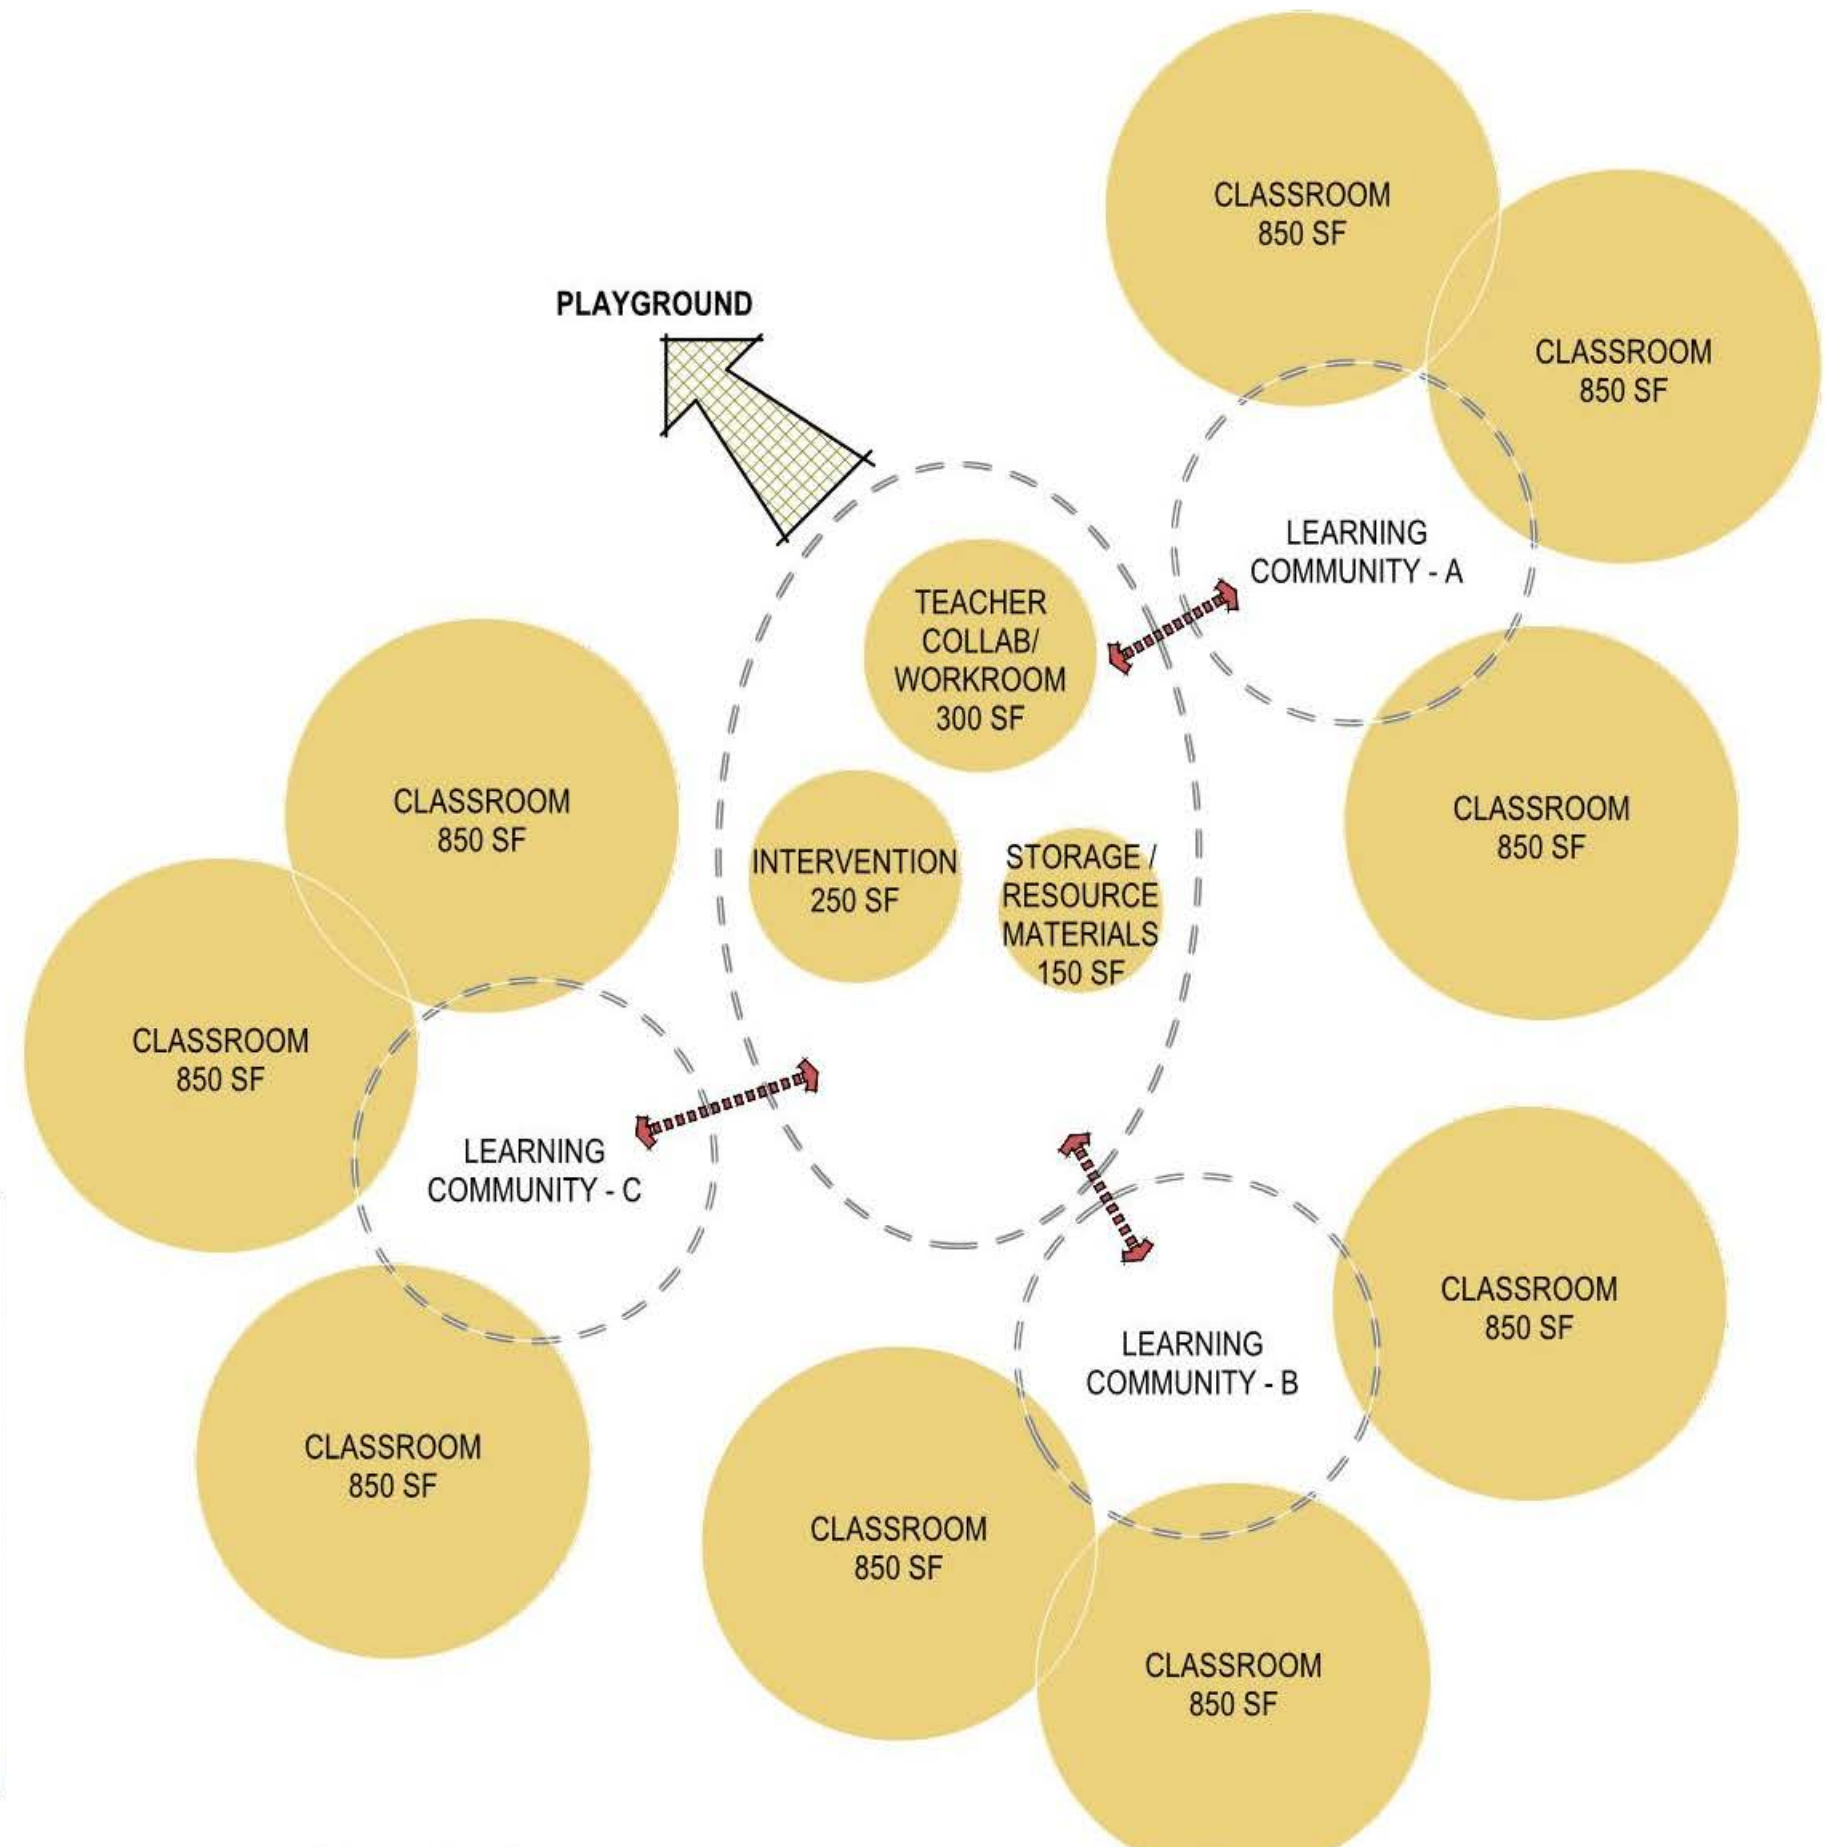 CLASSROOM
850 SF
CLASSROOM
850 SF
PLAYGROUND
LEARNING
COMMUNITY - A
TEACHER
COLLAB/
WORKROOM
300 SF
CLASSROOM
850 SF
CLASSROOM
850 SF
INTERVENTION
250 SF
STORAGE /
RESOURCE
MATERIALS
150 SF
CLASSROOM
850 SF
LEARNING
COMMUNITY - C
CLASSROOM
850 SF
LEARNING
COMMUNITY - B
CLASSROOM
850 SF
CLASSROOM
850 SF
CLASSROOM
850 SF